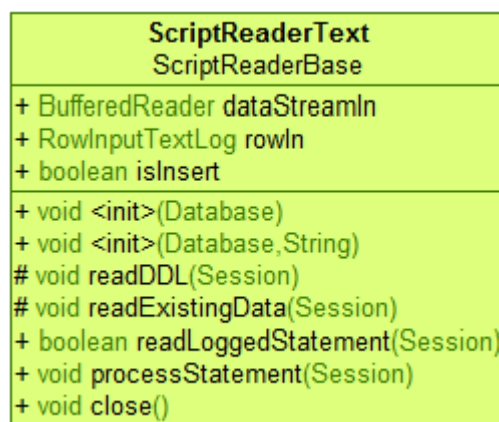 ScriptReaderText
ScriptReaderBase
+ BufferedReader dataStreamIn
+ RowInputTextLog rowIn
+ boolean isInsert
+ void <init>(Database)
+ void <init>(Database,String)
# void readDDL(Session)
# void readExistingData(Session)
+ boolean readLoggedStatement(Session)
+ void processStatement(Session)
+ void close()